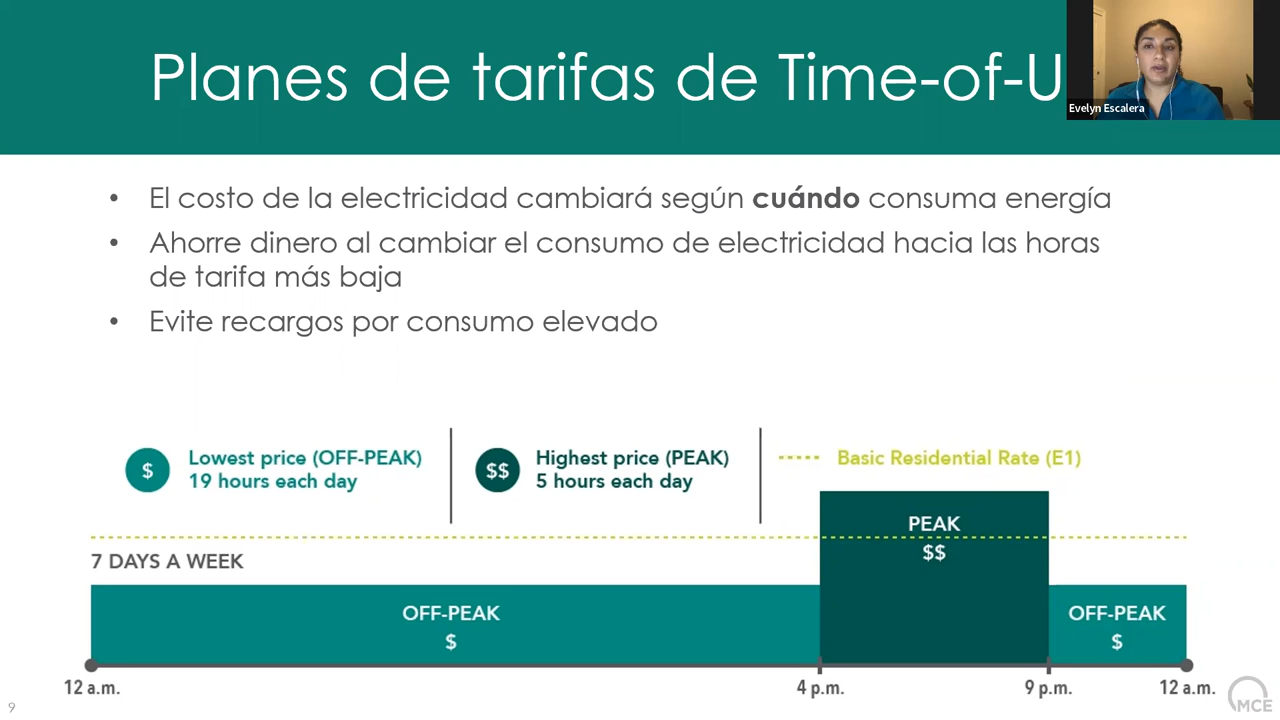 Planes de tarifas de Time-of-U
Evelyn Escalera
• El costo de la electricidad cambiará según cuándo consuma energía
• Ahorre dinero al cambiar el consumo de electricidad hacia las horas
de tarifa más baja
• Evite recargos por consumo elevado
$ Lowest price (OFF-PEAK)
19 hours each day
$$ Highest price (PEAK)
5 hours each day
Basic Residential Rate (E1)
7 DAYS A WEEK
OFF-PEAK
$
PEAK
$$
OFF-PEAK
$
12 a.m.
4 p.m.
9 p.m.
12 a.m.
9
MCE